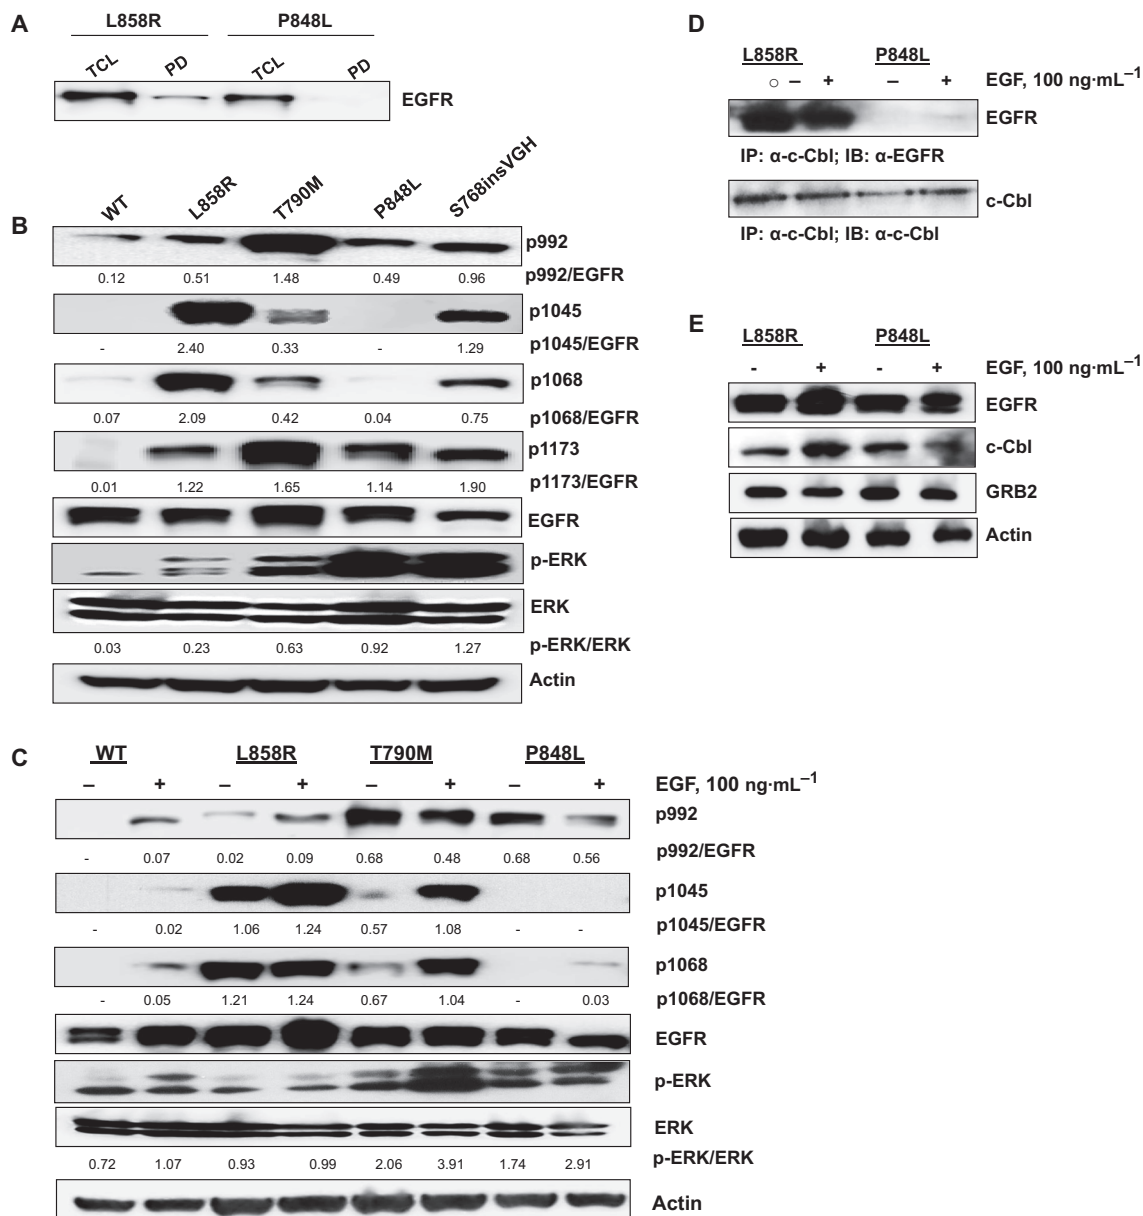 A
L858R P848L
TCL PD TCL PD
EGFR
B
WT L858R T790M P848L S768insVGH
p992
0.12 0.51 1.48 0.49 0.96 p992/EGFR
p1045
- 2.40 0.33 - 1.29 p1045/EGFR
p1068
0.07 2.09 0.42 0.04 0.75 p1068/EGFR
p1173
0.01 1.22 1.65 1.14 1.90 p1173/EGFR
EGFR
p-ERK
ERK
0.03 0.23 0.63 0.92 1.27 p-ERK/ERK
Actin
C
WT L858R T790M P848L
– + – + – + – + EGF, 100 ng·mL⁻¹
p992
- 0.07 0.02 0.09 0.68 0.48 0.68 0.56 p992/EGFR
p1045
- 0.02 1.06 1.24 0.57 1.08 - - p1045/EGFR
p1068
- 0.05 1.21 1.24 0.67 1.04 - 0.03 p1068/EGFR
EGFR
p-ERK
ERK
0.72 1.07 0.93 0.99 2.06 3.91 1.74 2.91 p-ERK/ERK
Actin
D
L858R P848L
○ – + – + EGF, 100 ng·mL⁻¹
EGFR
IP: α-c-Cbl; IB: α-EGFR
c-Cbl
IP: α-c-Cbl; IB: α-c-Cbl
E
L858R P848L
- + - + EGF, 100 ng·mL⁻¹
EGFR
c-Cbl
GRB2
Actin